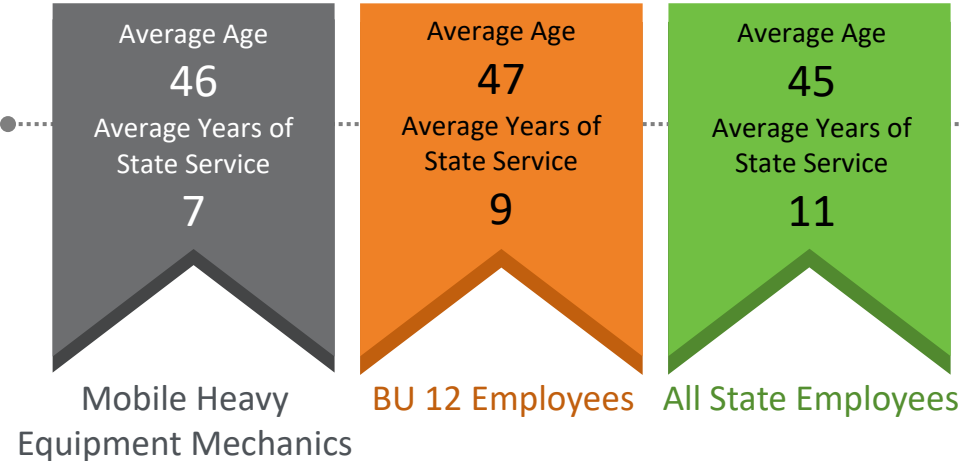 Average Age
46
Average Years of
State Service
7
Mobile Heavy
Equipment Mechanics
Average Age
47
Average Years of
State Service
9
BU 12 Employees
Average Age
45
Average Years of
State Service
11
All State Employees